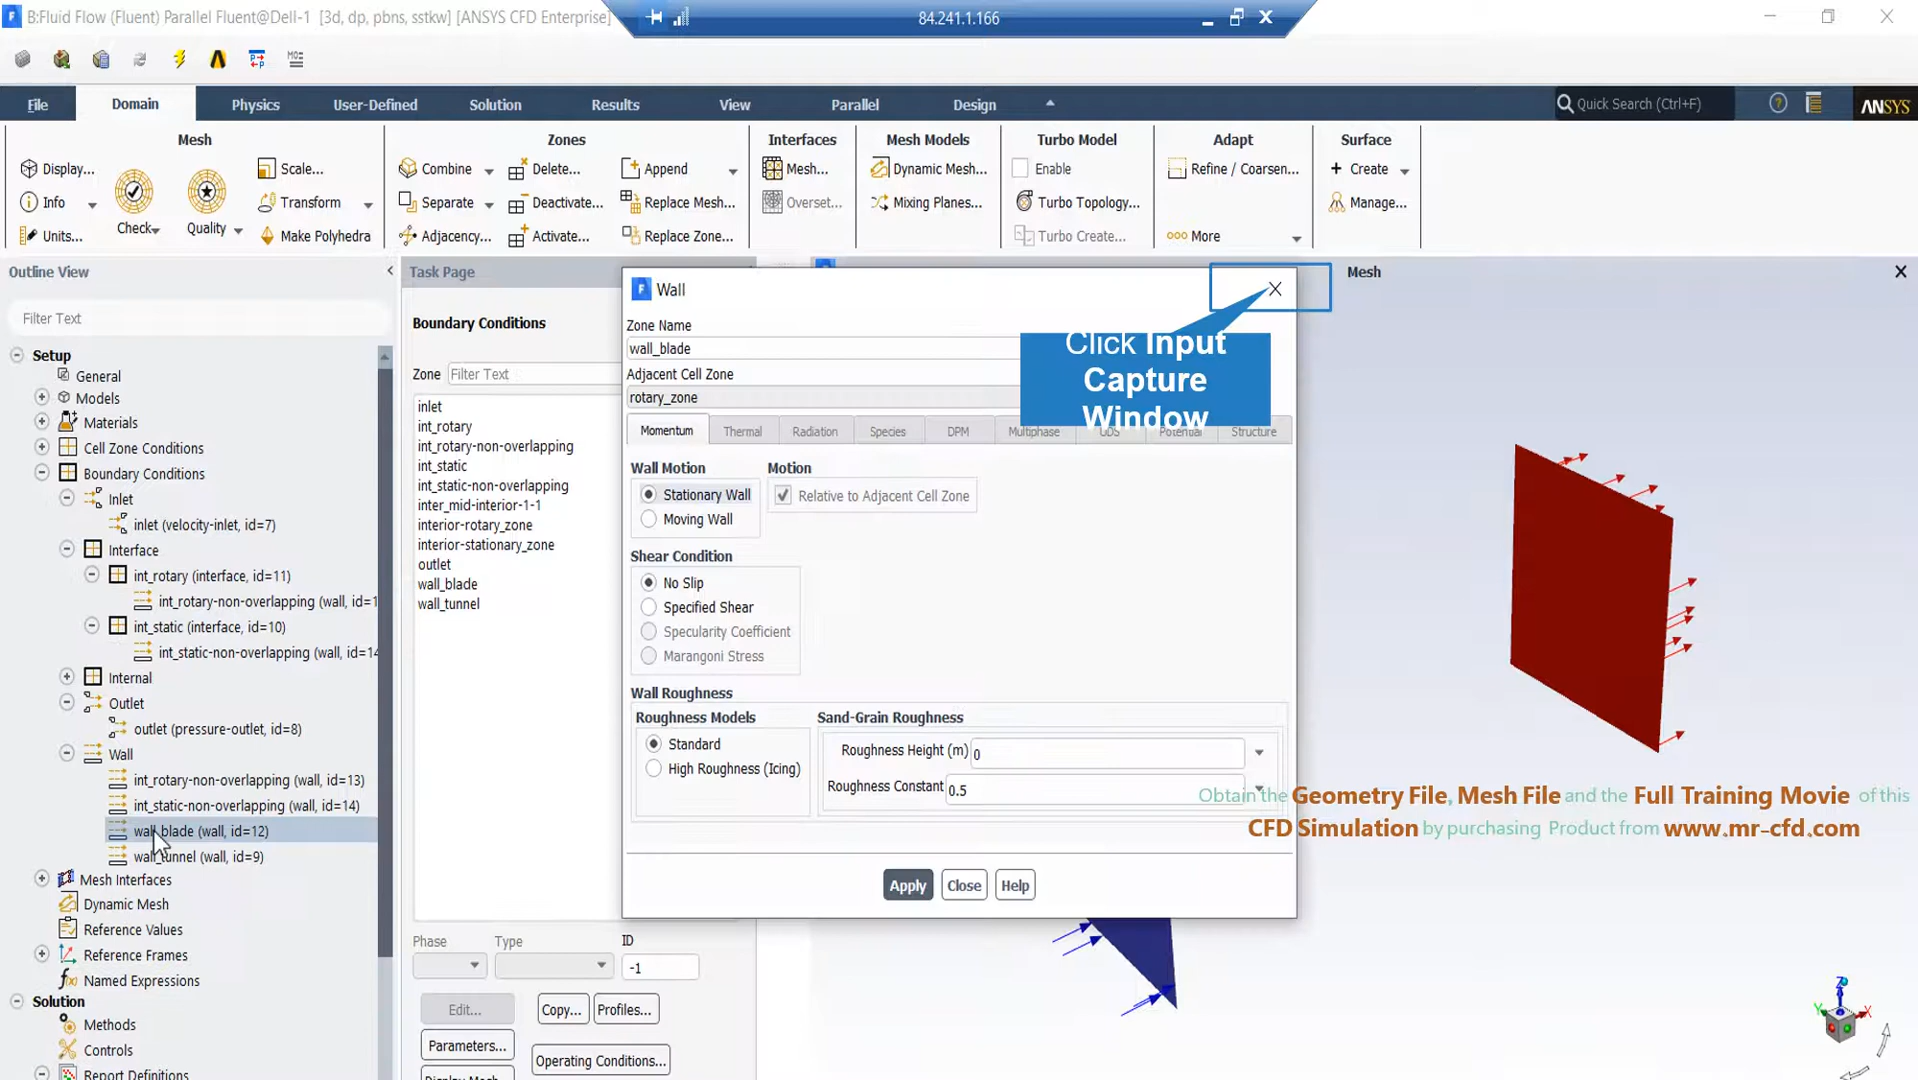 B:Fluid Flow (Fluent) Parallel Fluent@Dell-1 [3d, dp, pbns, sstkw] [ANSYS CFD Enterprise]
84.241.1.166
File
Domain
Physics
User-Defined
Solution
Results
View
Parallel
Design
Quick Search (Ctrl+F)
ANSYS
Mesh
Zones
Interfaces
Mesh Models
Turbo Model
Adapt
Surface
Display...
Scale...
Combine
Delete...
Append
Mesh...
Dynamic Mesh...
Enable
Refine / Coarsen...
Create
Info
Transform
Separate
Deactivate...
Replace Mesh...
Overset...
Mixing Planes...
Turbo Topology...
Manage...
Units...
Check
Quality
Make Polyhedra
Adjacency...
Activate...
Replace Zone...
Turbo Create...
More
Outline View
Filter Text
Setup
General
Models
Materials
Cell Zone Conditions
Boundary Conditions
Inlet
inlet (velocity-inlet, id=7)
Interface
int_rotary (interface, id=11)
int_rotary-non-overlapping (wall, id=1
int_static (interface, id=10)
int_static-non-overlapping (wall, id=14
Internal
Outlet
outlet (pressure-outlet, id=8)
Wall
int_rotary-non-overlapping (wall, id=13)
int_static-non-overlapping (wall, id=14)
wall_blade (wall, id=12)
wall_tunnel (wall, id=9)
Mesh Interfaces
Dynamic Mesh
Reference Values
Reference Frames
Named Expressions
Solution
Methods
Controls
Report Definitions
Task Page
Boundary Conditions
Zone
Filter Text
inlet
int_rotary
int_rotary-non-overlapping
int_static
int_static-non-overlapping
inter_mid-interior-1-1
interior-rotary_zone
interior-stationary_zone
outlet
wall_blade
wall_tunnel
Phase
Type
ID
-1
Edit...
Copy...
Profiles...
Parameters...
Operating Conditions...
Display Mesh...
Wall
Zone Name
wall_blade
Adjacent Cell Zone
rotary_zone
Click Input
Capture
Window
Momentum
Thermal
Radiation
Species
DPM
Multiphase
UDS
Potential
Structure
Wall Motion
Motion
Stationary Wall
Relative to Adjacent Cell Zone
Moving Wall
Shear Condition
No Slip
Specified Shear
Specularity Coefficient
Marangoni Stress
Wall Roughness
Roughness Models
Sand-Grain Roughness
Standard
High Roughness (Icing)
Roughness Height (m)
0
Roughness Constant
0.5
Apply
Close
Help
Mesh
Obtain the Geometry File, Mesh File and the Full Training Movie of this
CFD Simulation by purchasing Product from www.mr-cfd.com
Z
Y
X